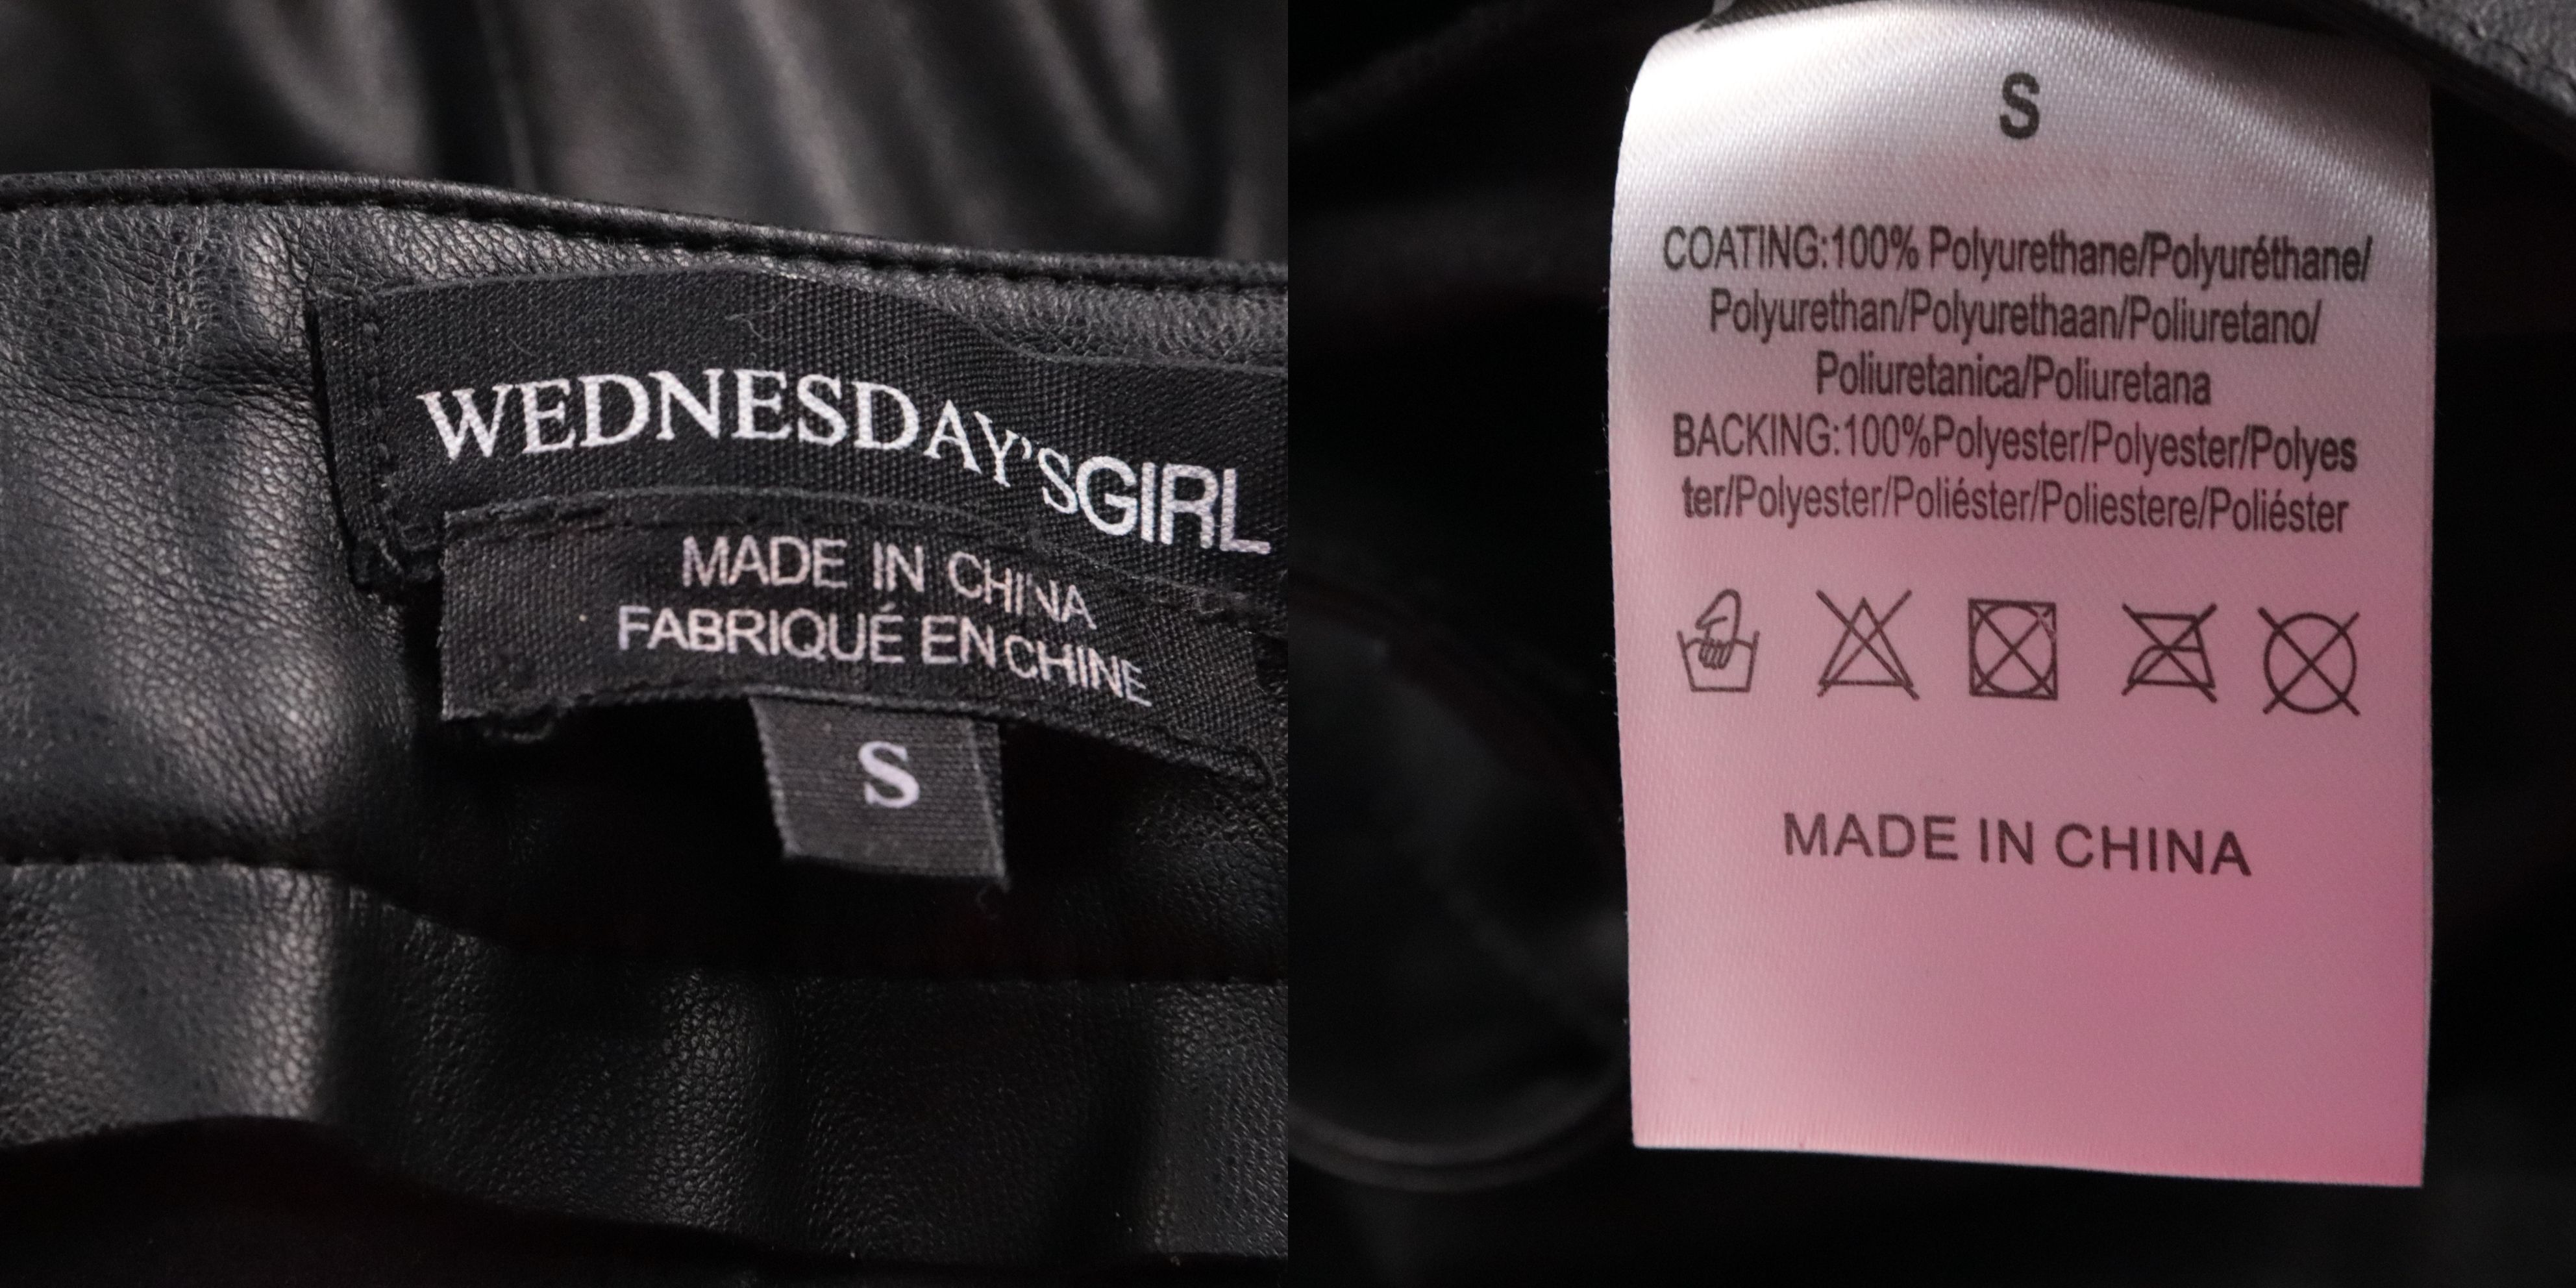 WEDNESDAY'SGIRL
MADE IN CHINA
FABRIQUÉ EN CHINE
S
S
COATING:100% Polyurethane/Polyuréthane/
Polyurethan/Polyurethaan/Poliuretano/
Poliuretanica/Poliuretana
BACKING:100%Polyester/Polyester/Polyes
ter/Polyester/Poliéster/Poliestere/Poliéster
MADE IN CHINA